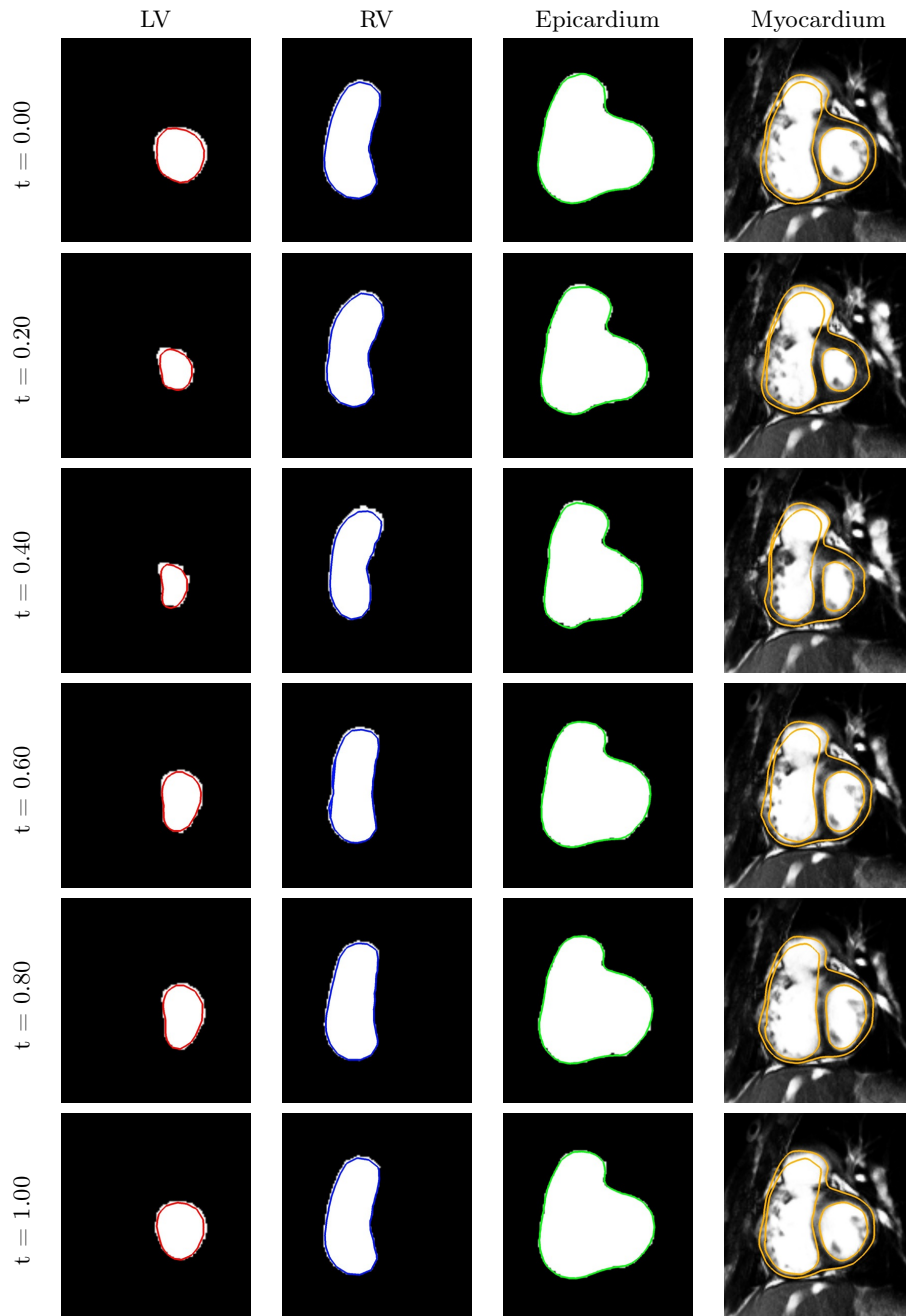 LV RV Epicardium Myocardium
t = 0.00
t = 0.20
t = 0.40
t = 0.60
t = 0.80
t = 1.00